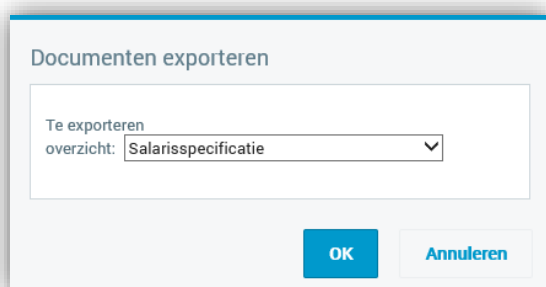 Documenten exporteren
Te exporteren
overzicht: Salarisspecificatie
OK Annuleren